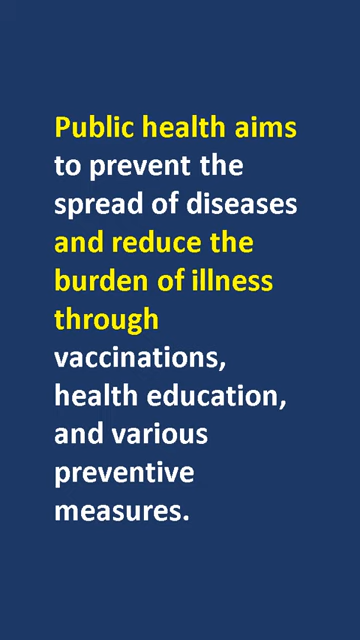 Public health aims
to prevent the
spread of diseases
and reduce the
burden of illness
through
vaccinations,
health education,
and various
preventive
measures.